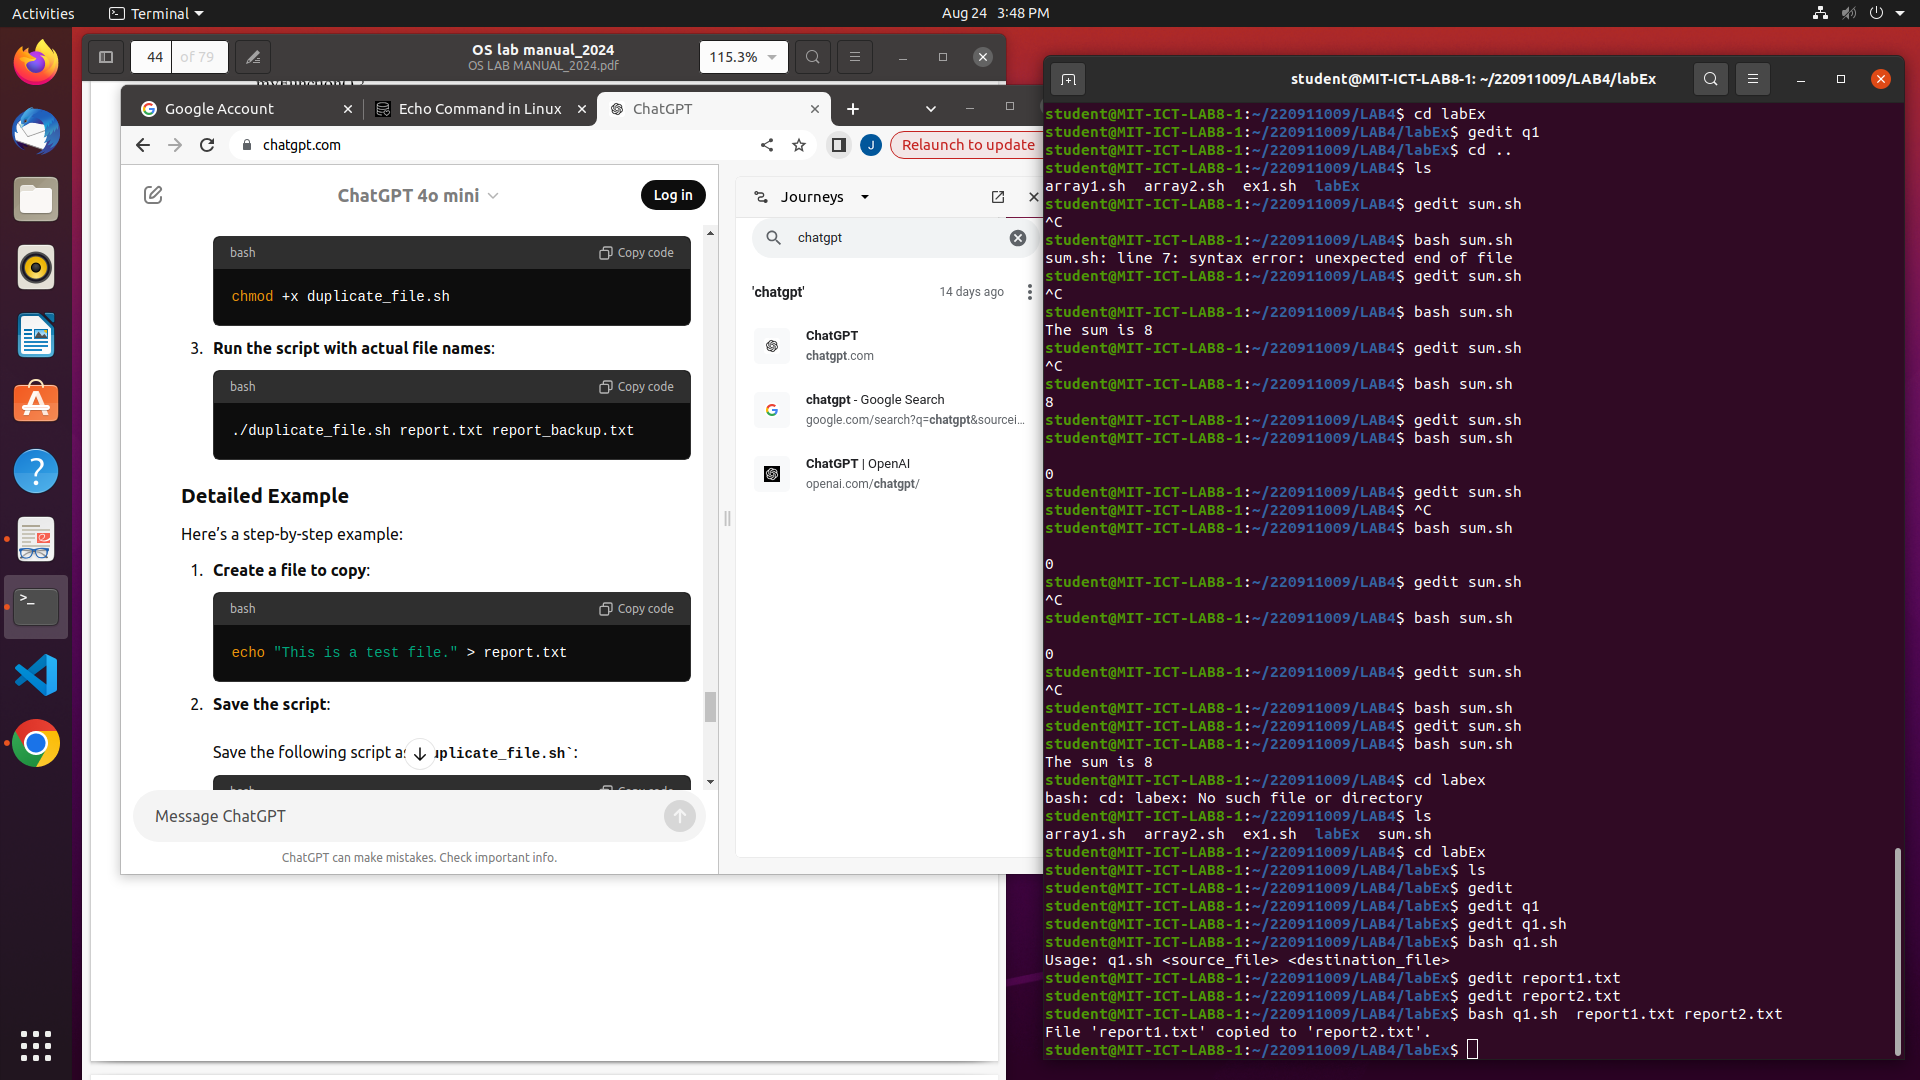 Activities
Terminal
Aug 24 3:48 PM
44 of 79
OS lab manual_2024
OS LAB MANUAL_2024.pdf
115.3%
Google Account
Echo Command in Linux
ChatGPT
chatgpt.com
J
Relaunch to update
ChatGPT 4o mini
Log in
bash
Copy code
chmod +x duplicate_file.sh
3. Run the script with actual file names:
bash
Copy code
./duplicate_file.sh report.txt report_backup.txt
Detailed Example
Here’s a step-by-step example:
1. Create a file to copy:
bash
Copy code
echo "This is a test file." > report.txt
2. Save the script:
Save the following script as uplicate_file.sh`:
bash
Copy code
Message ChatGPT
ChatGPT can make mistakes. Check important info.
Journeys
chatgpt
'chatgpt'
14 days ago
ChatGPT
chatgpt.com
chatgpt - Google Search
google.com/search?q=chatgpt&sourcei...
ChatGPT | OpenAI
openai.com/chatgpt/
student@MIT-ICT-LAB8-1: ~/220911009/LAB4/labEx
student@MIT-ICT-LAB8-1:~/220911009/LAB4$ cd labEx
student@MIT-ICT-LAB8-1:~/220911009/LAB4/labEx$ gedit q1
student@MIT-ICT-LAB8-1:~/220911009/LAB4/labEx$ cd ..
student@MIT-ICT-LAB8-1:~/220911009/LAB4$ ls
array1.sh  array2.sh  ex1.sh  labEx
student@MIT-ICT-LAB8-1:~/220911009/LAB4$ gedit sum.sh
^C
student@MIT-ICT-LAB8-1:~/220911009/LAB4$ bash sum.sh
sum.sh: line 7: syntax error: unexpected end of file
student@MIT-ICT-LAB8-1:~/220911009/LAB4$ gedit sum.sh
^C
student@MIT-ICT-LAB8-1:~/220911009/LAB4$ bash sum.sh
The sum is 8
student@MIT-ICT-LAB8-1:~/220911009/LAB4$ gedit sum.sh
^C
student@MIT-ICT-LAB8-1:~/220911009/LAB4$ bash sum.sh
8
student@MIT-ICT-LAB8-1:~/220911009/LAB4$ gedit sum.sh
student@MIT-ICT-LAB8-1:~/220911009/LAB4$ bash sum.sh
0
student@MIT-ICT-LAB8-1:~/220911009/LAB4$ gedit sum.sh
student@MIT-ICT-LAB8-1:~/220911009/LAB4$ ^C
student@MIT-ICT-LAB8-1:~/220911009/LAB4$ bash sum.sh
0
student@MIT-ICT-LAB8-1:~/220911009/LAB4$ gedit sum.sh
^C
student@MIT-ICT-LAB8-1:~/220911009/LAB4$ bash sum.sh
0
student@MIT-ICT-LAB8-1:~/220911009/LAB4$ gedit sum.sh
^C
student@MIT-ICT-LAB8-1:~/220911009/LAB4$ bash sum.sh
student@MIT-ICT-LAB8-1:~/220911009/LAB4$ gedit sum.sh
student@MIT-ICT-LAB8-1:~/220911009/LAB4$ bash sum.sh
The sum is 8
student@MIT-ICT-LAB8-1:~/220911009/LAB4$ cd labex
bash: cd: labex: No such file or directory
student@MIT-ICT-LAB8-1:~/220911009/LAB4$ ls
array1.sh  array2.sh  ex1.sh  labEx  sum.sh
student@MIT-ICT-LAB8-1:~/220911009/LAB4$ cd labEx
student@MIT-ICT-LAB8-1:~/220911009/LAB4/labEx$ ls
student@MIT-ICT-LAB8-1:~/220911009/LAB4/labEx$ gedit
student@MIT-ICT-LAB8-1:~/220911009/LAB4/labEx$ gedit q1
student@MIT-ICT-LAB8-1:~/220911009/LAB4/labEx$ gedit q1.sh
student@MIT-ICT-LAB8-1:~/220911009/LAB4/labEx$ bash q1.sh
Usage: q1.sh <source_file> <destination_file>
student@MIT-ICT-LAB8-1:~/220911009/LAB4/labEx$ gedit report1.txt
student@MIT-ICT-LAB8-1:~/220911009/LAB4/labEx$ gedit report2.txt
student@MIT-ICT-LAB8-1:~/220911009/LAB4/labEx$ bash q1.sh  report1.txt report2.txt
File 'report1.txt' copied to 'report2.txt'.
student@MIT-ICT-LAB8-1:~/220911009/LAB4/labEx$